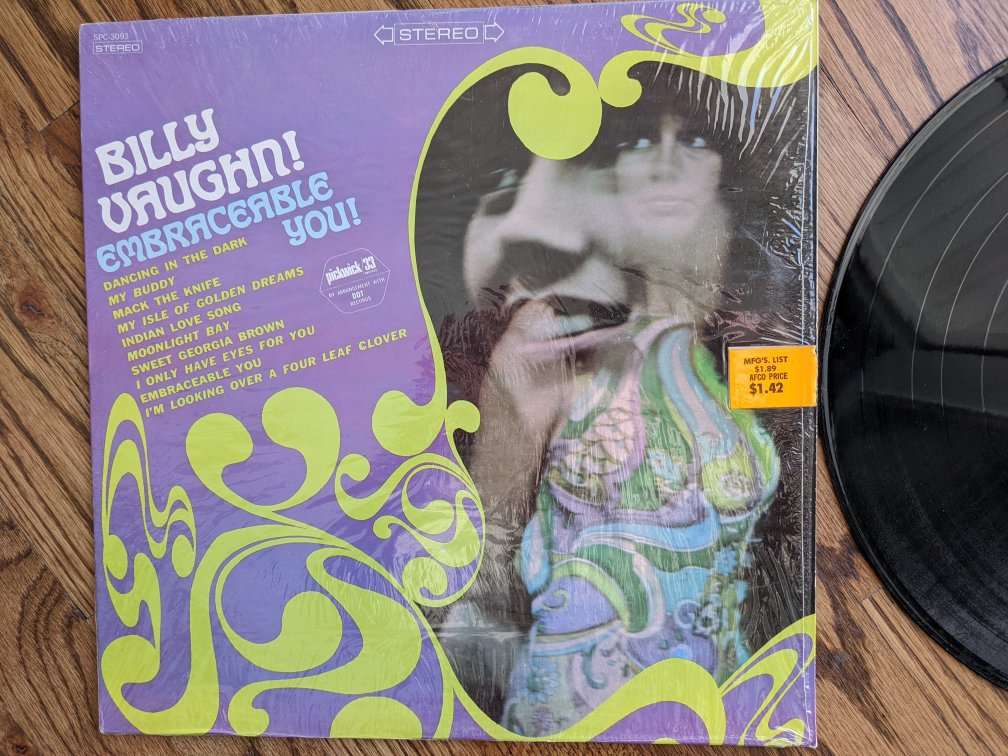 SPC-3093
STEREO
STEREO
BILLY
VAUGHN!
EMBRACEABLE
YOU!
DANCING IN THE DARK
MY BUDDY
MACK THE KNIFE
MY ISLE OF GOLDEN DREAMS
INDIAN LOVE SONG
MOONLIGHT BAY
SWEET GEORGIA BROWN
I ONLY HAVE EYES FOR YOU
EMBRACEABLE YOU
I'M LOOKING OVER A FOUR LEAF CLOVER
pickwick/33
BY ARRANGEMENT WITH
DOT
RECORDS
MFG'S. LIST
$1.89
AFCO PRICE
$1.42